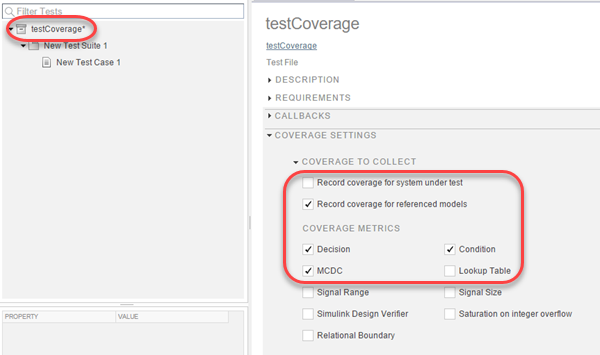 Filter Tests
testCoverage*
New Test Suite 1
New Test Case 1
PROPERTY VALUE
testCoverage
testCoverage
Test File
DESCRIPTION
REQUIREMENTS
CALLBACKS
COVERAGE SETTINGS
COVERAGE TO COLLECT
Record coverage for system under test
Record coverage for referenced models
COVERAGE METRICS
Decision Condition
MCDC Lookup Table
Signal Range Signal Size
Simulink Design Verifier Saturation on integer overflow
Relational Boundary